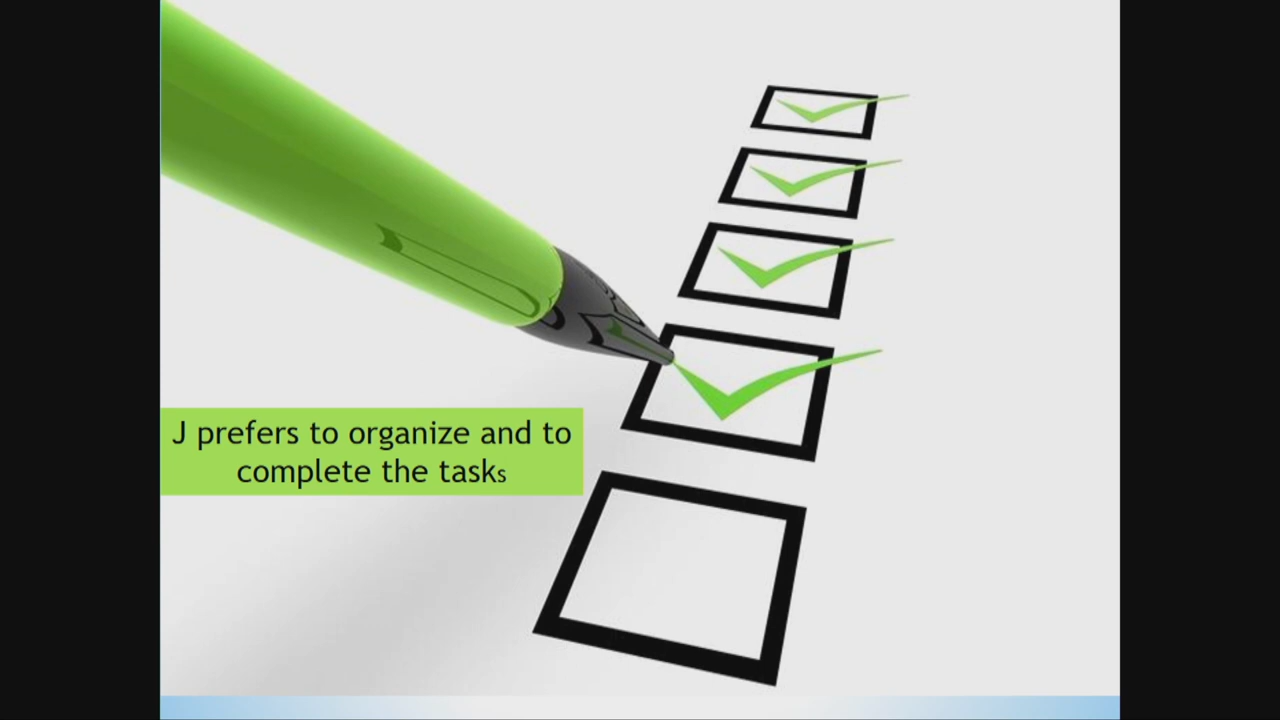 J prefers to organize and to
complete the tasks